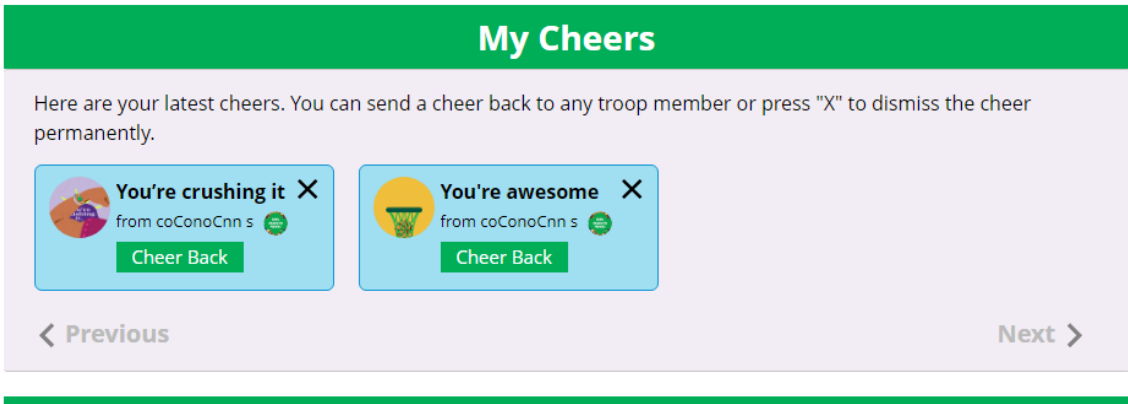 My Cheers
Here are your latest cheers. You can send a cheer back to any troop member or press "X" to dismiss the cheer
permanently.
You’re crushing it
from coConoCnn s
Cheer Back
You're awesome
from coConoCnn s
Cheer Back
Previous
Next